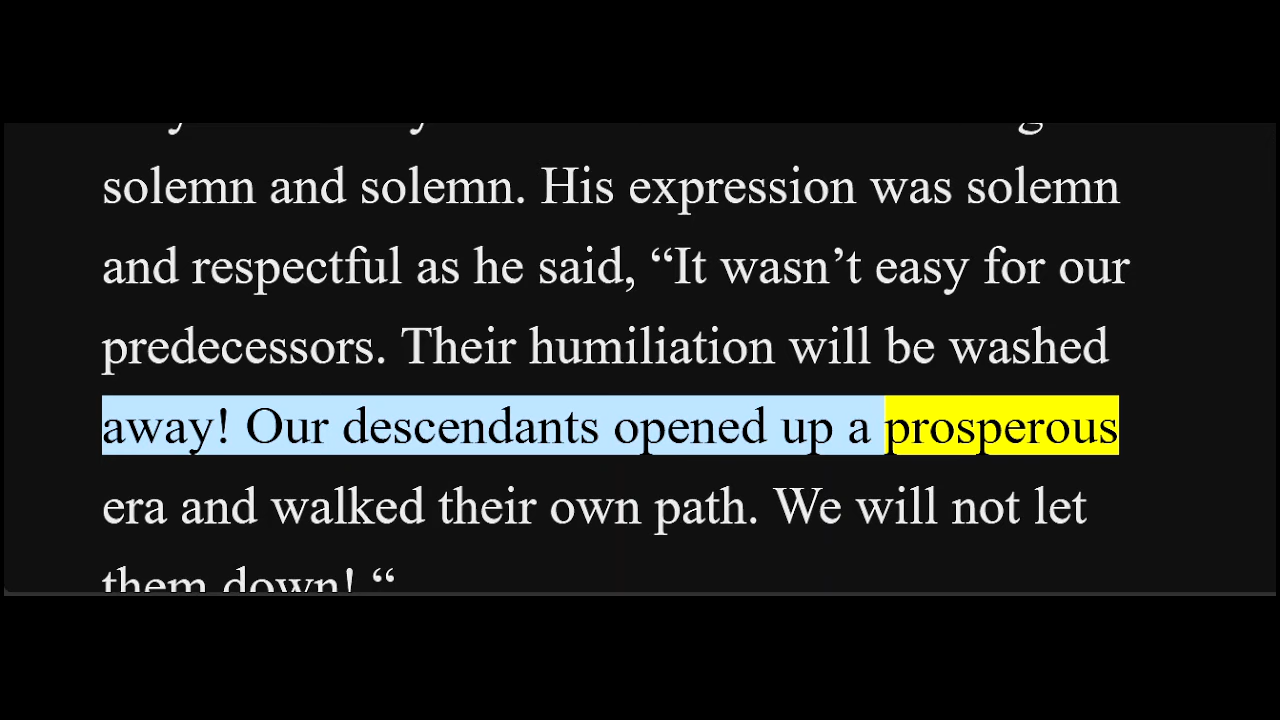 solemn and solemn. His expression was solemn
and respectful as he said, “It wasn’t easy for our
predecessors. Their humiliation will be washed
away! Our descendants opened up a prosperous
era and walked their own path. We will not let
them down! “